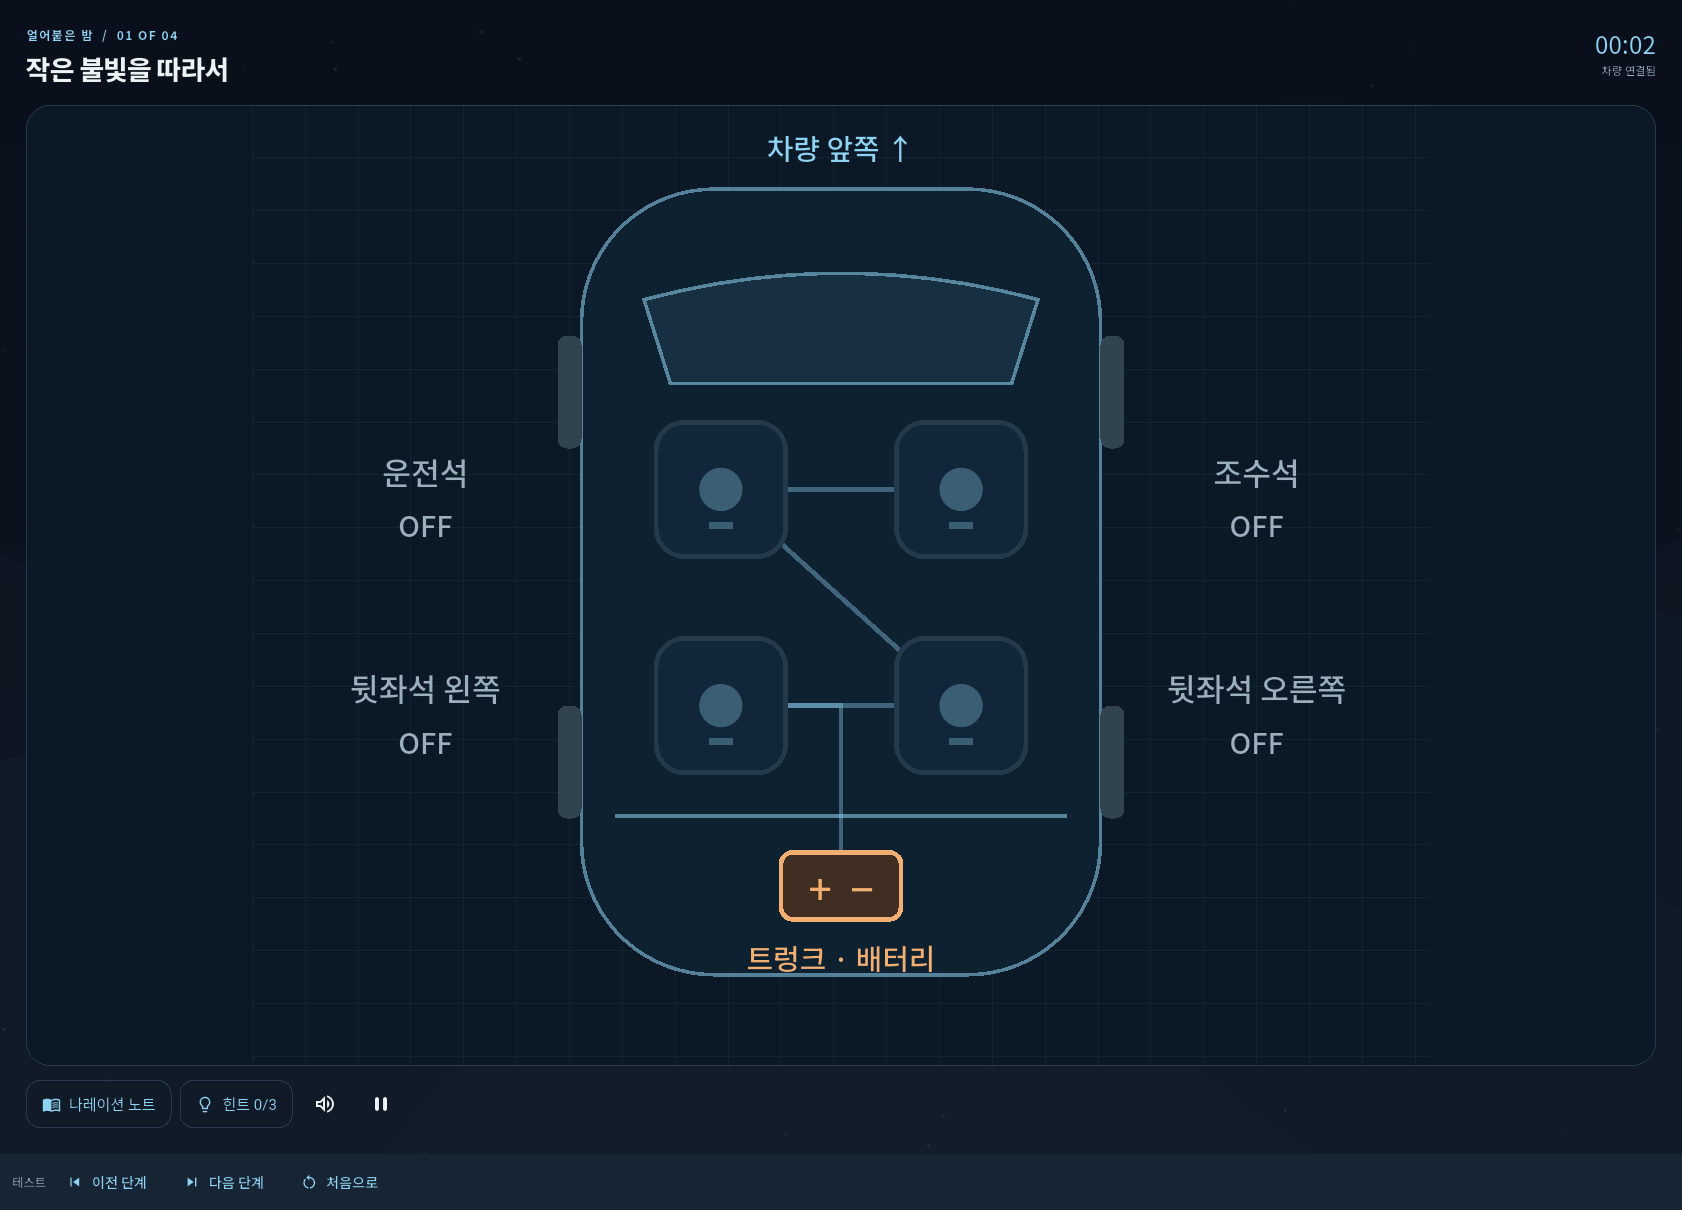 얼어붙은 밤 / 01 OF 04
작은 불빛을 따라서
00:02
차량 연결됨
차량 앞쪽 ↑
운전석
OFF
조수석
OFF
뒷좌석 왼쪽
OFF
뒷좌석 오른쪽
OFF
+ −
트렁크 · 배터리
나레이션 노트
힌트 0/3
테스트
이전 단계
다음 단계
처음으로